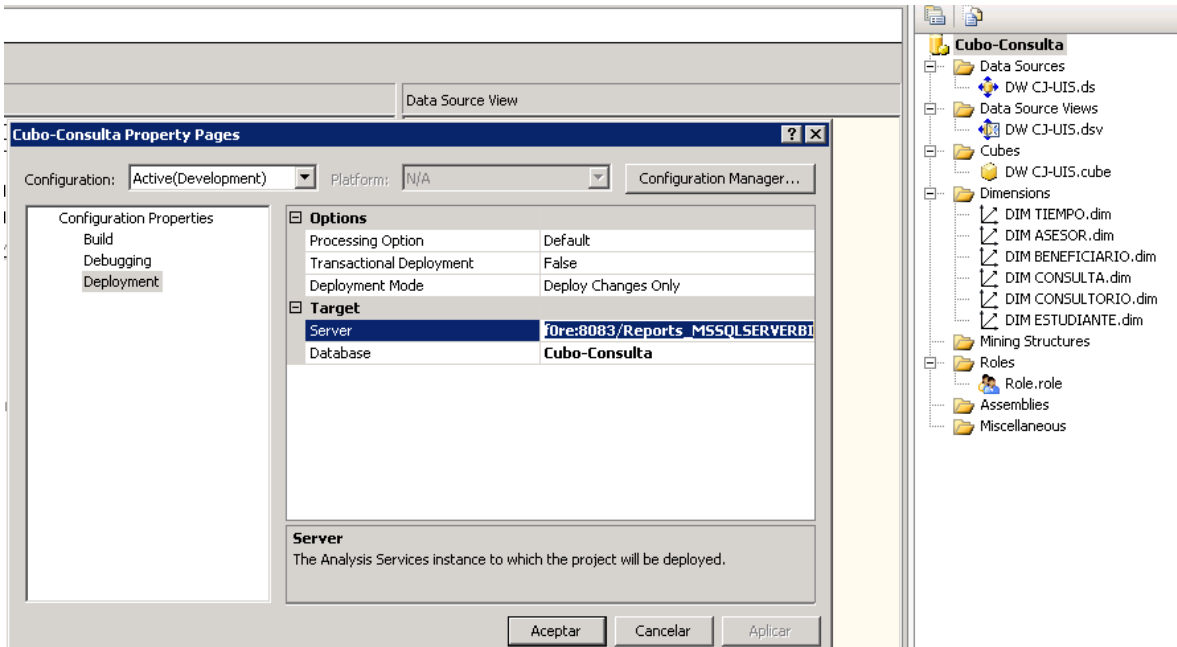 Data Source View
Cubo-Consulta Property Pages
Configuration: Active(Development) Platform: N/A Configuration Manager...
Configuration Properties
Build
Debugging
Deployment
Options
Processing Option Default
Transactional Deployment False
Deployment Mode Deploy Changes Only
Target
Server f0re:8083/Reports_MSSQLSERVERBI
Database Cubo-Consulta
Server
The Analysis Services instance to which the project will be deployed.
Aceptar Cancelar Aplicar
Cubo-Consulta
Data Sources
DW CJ-UIS.ds
Data Source Views
DW CJ-UIS.dsv
Cubes
DW CJ-UIS.cube
Dimensions
DIM TIEMPO.dim
DIM ASESOR.dim
DIM BENEFICIARIO.dim
DIM CONSULTA.dim
DIM CONSULTORIO.dim
DIM ESTUDIANTE.dim
Mining Structures
Roles
Role.role
Assemblies
Miscellaneous